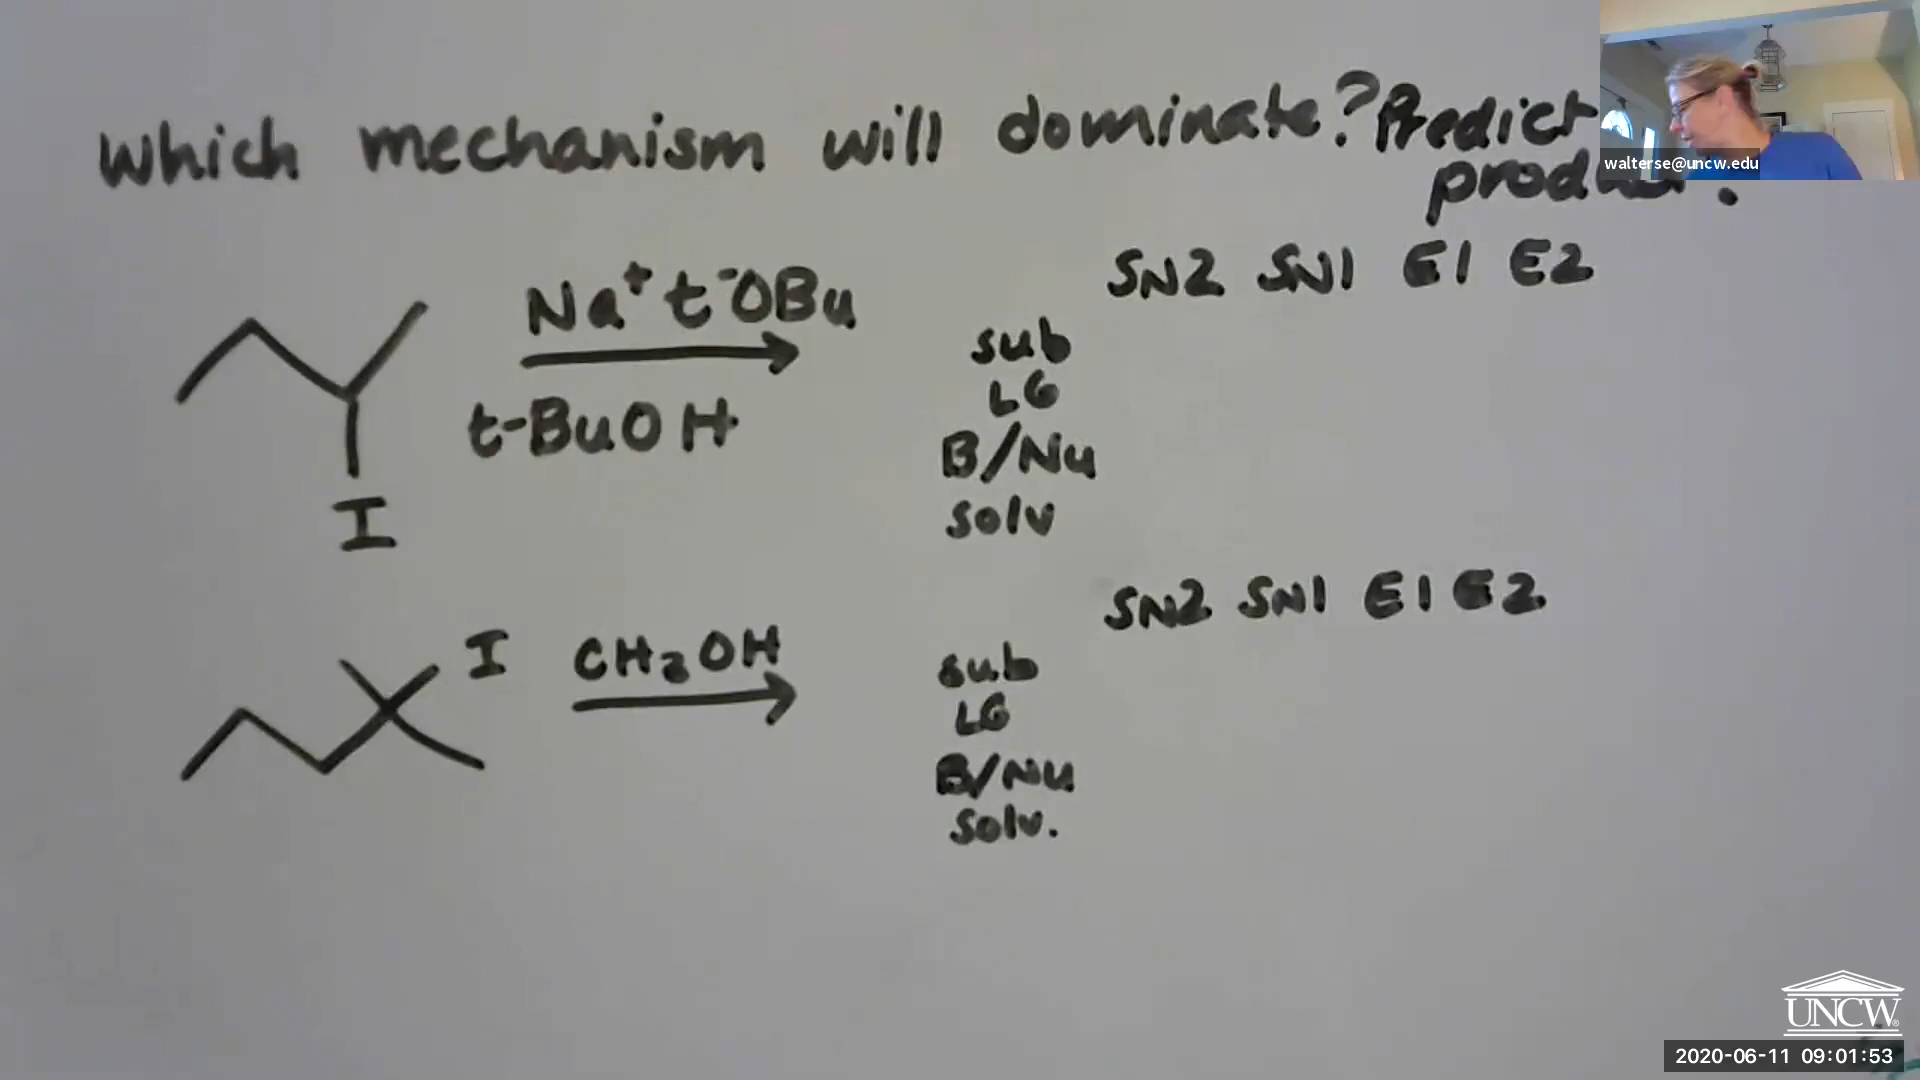 Which mechanism will dominate? Predict
walterse@uncw.edu
Na⁺ t⁻OBu
t-BuOH
I
SN2 SN1 E1 E2
sub
LG
B/Nu
solv
I
CH₃OH
SN2 SN1 E1 E2
sub
LG
B/Nu
Solv.
UNCW
2020-06-11 09:01:53